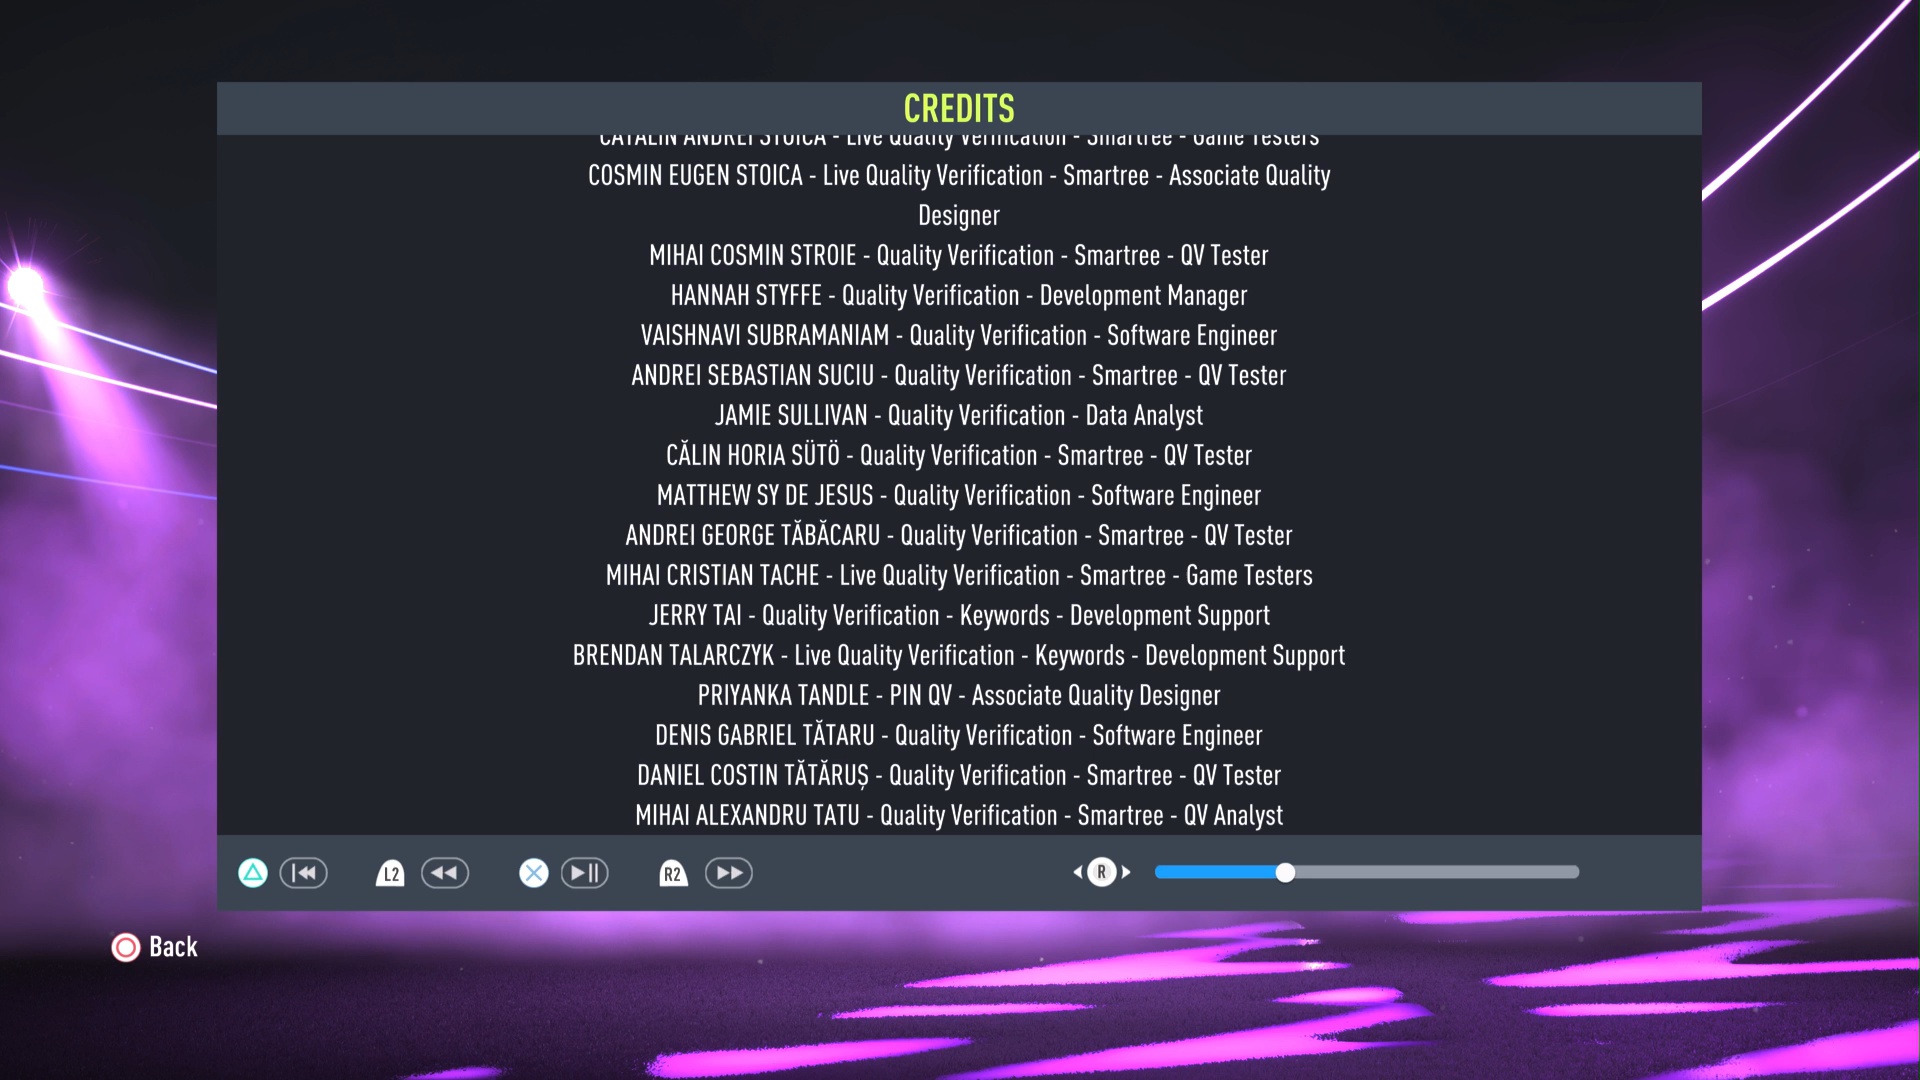 CREDITS
CĂTĂLIN ANDREI STOICA - Live Quality Verification - Smartree - Game Testers
COSMIN EUGEN STOICA - Live Quality Verification - Smartree - Associate Quality
Designer
MIHAI COSMIN STROIE - Quality Verification - Smartree - QV Tester
HANNAH STYFFE - Quality Verification - Development Manager
VAISHNAVI SUBRAMANIAM - Quality Verification - Software Engineer
ANDREI SEBASTIAN SUCIU - Quality Verification - Smartree - QV Tester
JAMIE SULLIVAN - Quality Verification - Data Analyst
CĂLIN HORIA SÜTÖ - Quality Verification - Smartree - QV Tester
MATTHEW SY DE JESUS - Quality Verification - Software Engineer
ANDREI GEORGE TĂBĂCARU - Quality Verification - Smartree - QV Tester
MIHAI CRISTIAN TACHE - Live Quality Verification - Smartree - Game Testers
JERRY TAI - Quality Verification - Keywords - Development Support
BRENDAN TALARCZYK - Live Quality Verification - Keywords - Development Support
PRIYANKA TANDLE - PIN QV - Associate Quality Designer
DENIS GABRIEL TĂTARU - Quality Verification - Software Engineer
DANIEL COSTIN TĂTĂRUȘ - Quality Verification - Smartree - QV Tester
MIHAI ALEXANDRU TATU - Quality Verification - Smartree - QV Analyst
L2
R2
R
Back